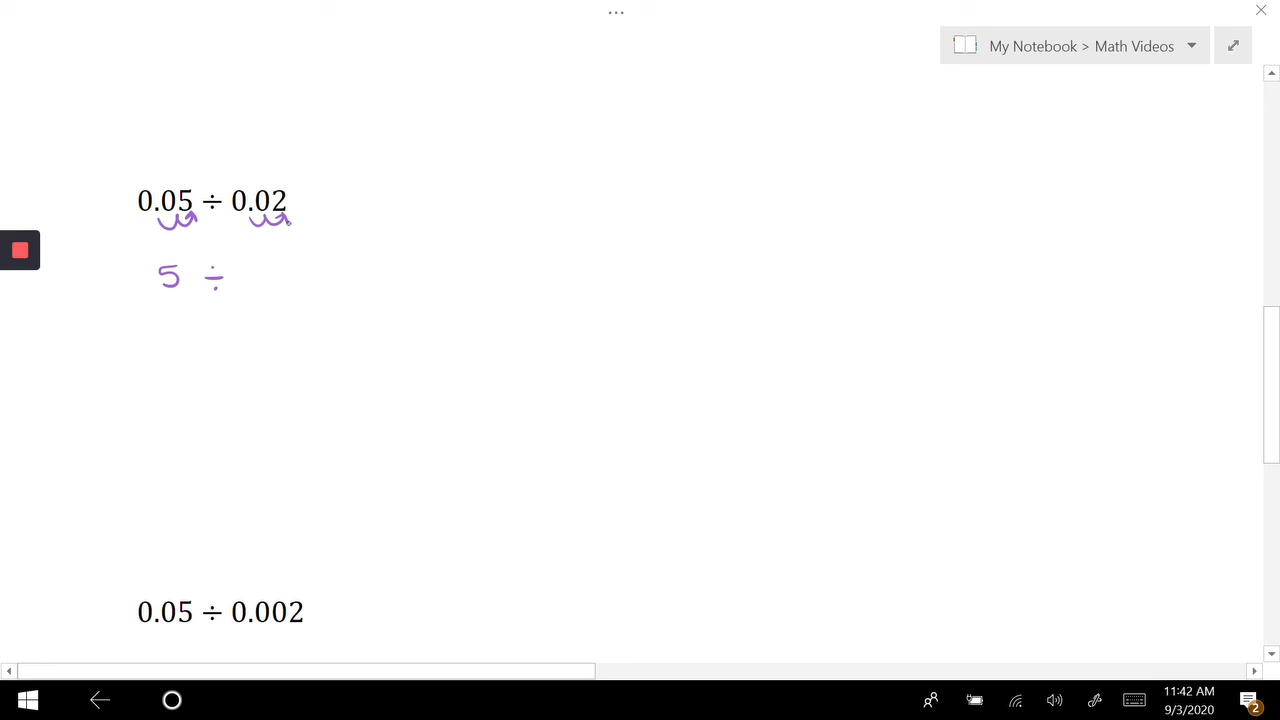 ...
My Notebook > Math Videos
0.05 ÷ 0.02
5 ÷
0.05 ÷ 0.002
11:42 AM
9/3/2020
2